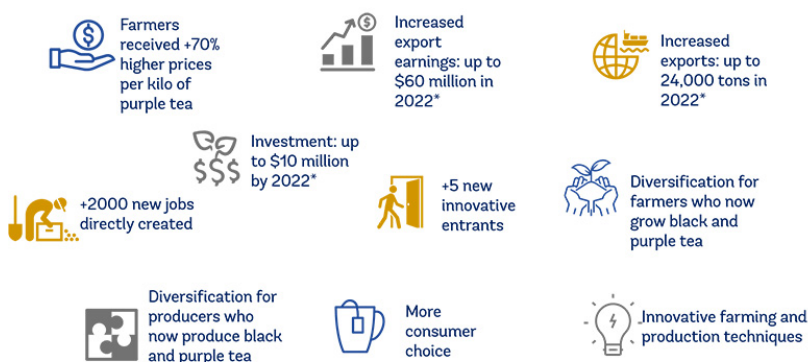 Farmers
received +70%
higher prices
per kilo of
purple tea
Increased
export
earnings: up to
$60 million in
2022*
Increased
exports: up to
24,000 tons in
2022*
Investment: up
to $10 million
by 2022*
+2000 new jobs
directly created
+5 new
innovative
entrants
Diversification for
farmers who now
grow black and
purple tea
Diversification for
producers who
now produce black
and purple tea
More
consumer
choice
Innovative farming and
production techniques